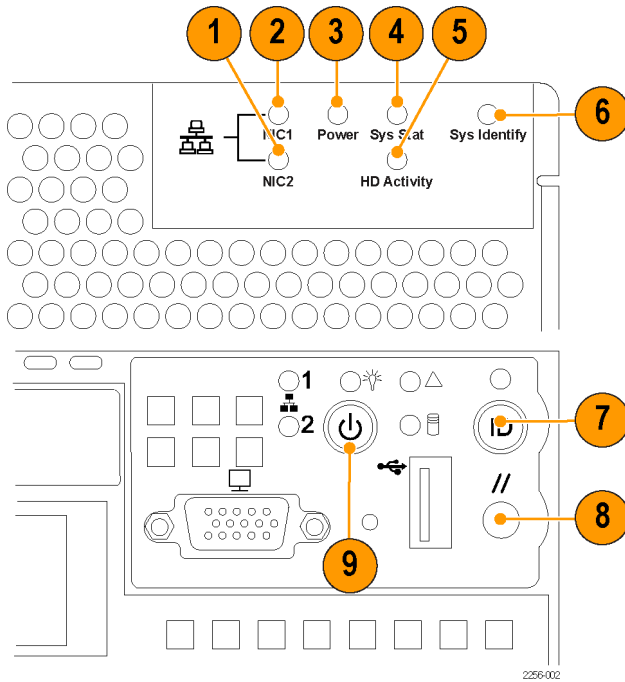 1 2 3 4 5
6
NIC1 Power Sys Stat Sys Identify
NIC2 HD Activity
1
2
ID
7
//
8
9
2256-002